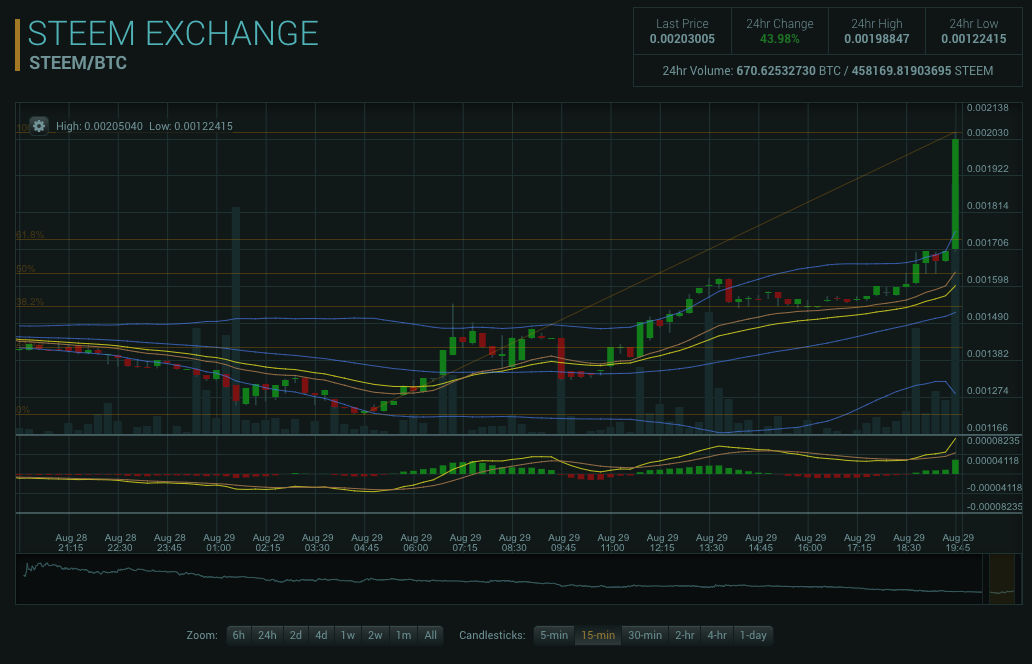 STEEM EXCHANGE
STEEM/BTC
Last Price 24hr Change 24hr High 24hr Low
0.00203005 43.98% 0.00198847 0.00122415
24hr Volume: 670.62532730 BTC / 458169.81903695 STEEM
0.002138
High: 0.00205040 Low: 0.00122415
0.002030
0.001922
0.001814
61.8%
0.001706
50%
0.001598
38.2%
0.001490
0.001382
0.001274
0%
0.001166
0.00008235
0.00004118
-0.00004118
-0.00008235
Aug 28 Aug 28 Aug 28 Aug 29 Aug 29 Aug 29 Aug 29 Aug 29 Aug 29 Aug 29 Aug 29 Aug 29 Aug 29 Aug 29 Aug 29 Aug 29 Aug 29 Aug 29 Aug 29
21:15 22:30 23:45 01:00 02:15 03:30 04:45 06:00 07:15 08:30 09:45 11:00 12:15 13:30 14:45 16:00 17:15 18:30 19:45
Zoom: 6h 24h 2d 4d 1w 2w 1m All Candlesticks: 5-min 15-min 30-min 2-hr 4-hr 1-day